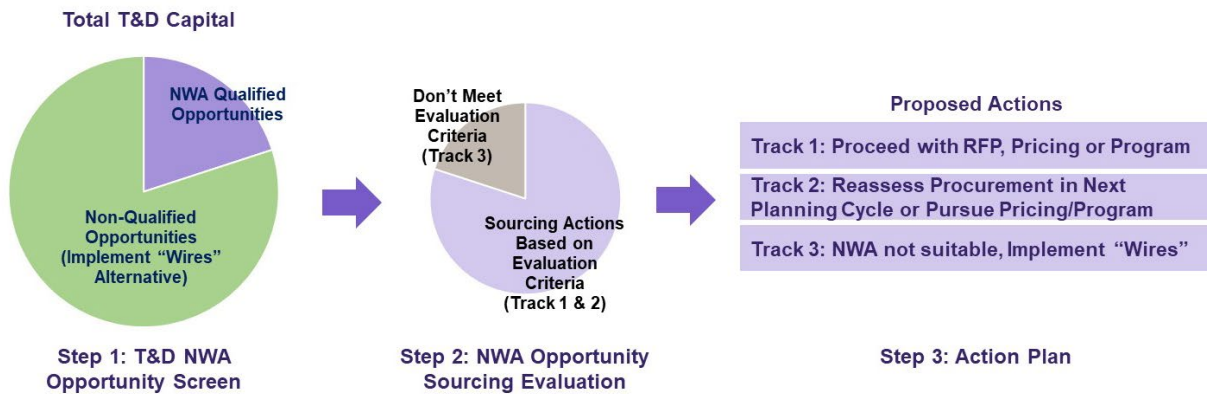 Total T&D Capital
NWA Qualified
Opportunities
Non-Qualified
Opportunities
(Implement “Wires”
Alternative)
Step 1: T&D NWA
Opportunity Screen
Don’t Meet
Evaluation
Criteria
(Track 3)
Sourcing Actions
Based on
Evaluation
Criteria
(Track 1 & 2)
Step 2: NWA Opportunity
Sourcing Evaluation
Proposed Actions
Track 1: Proceed with RFP, Pricing or Program
Track 2: Reassess Procurement in Next
Planning Cycle or Pursue Pricing/Program
Track 3: NWA not suitable, Implement “Wires”
Step 3: Action Plan